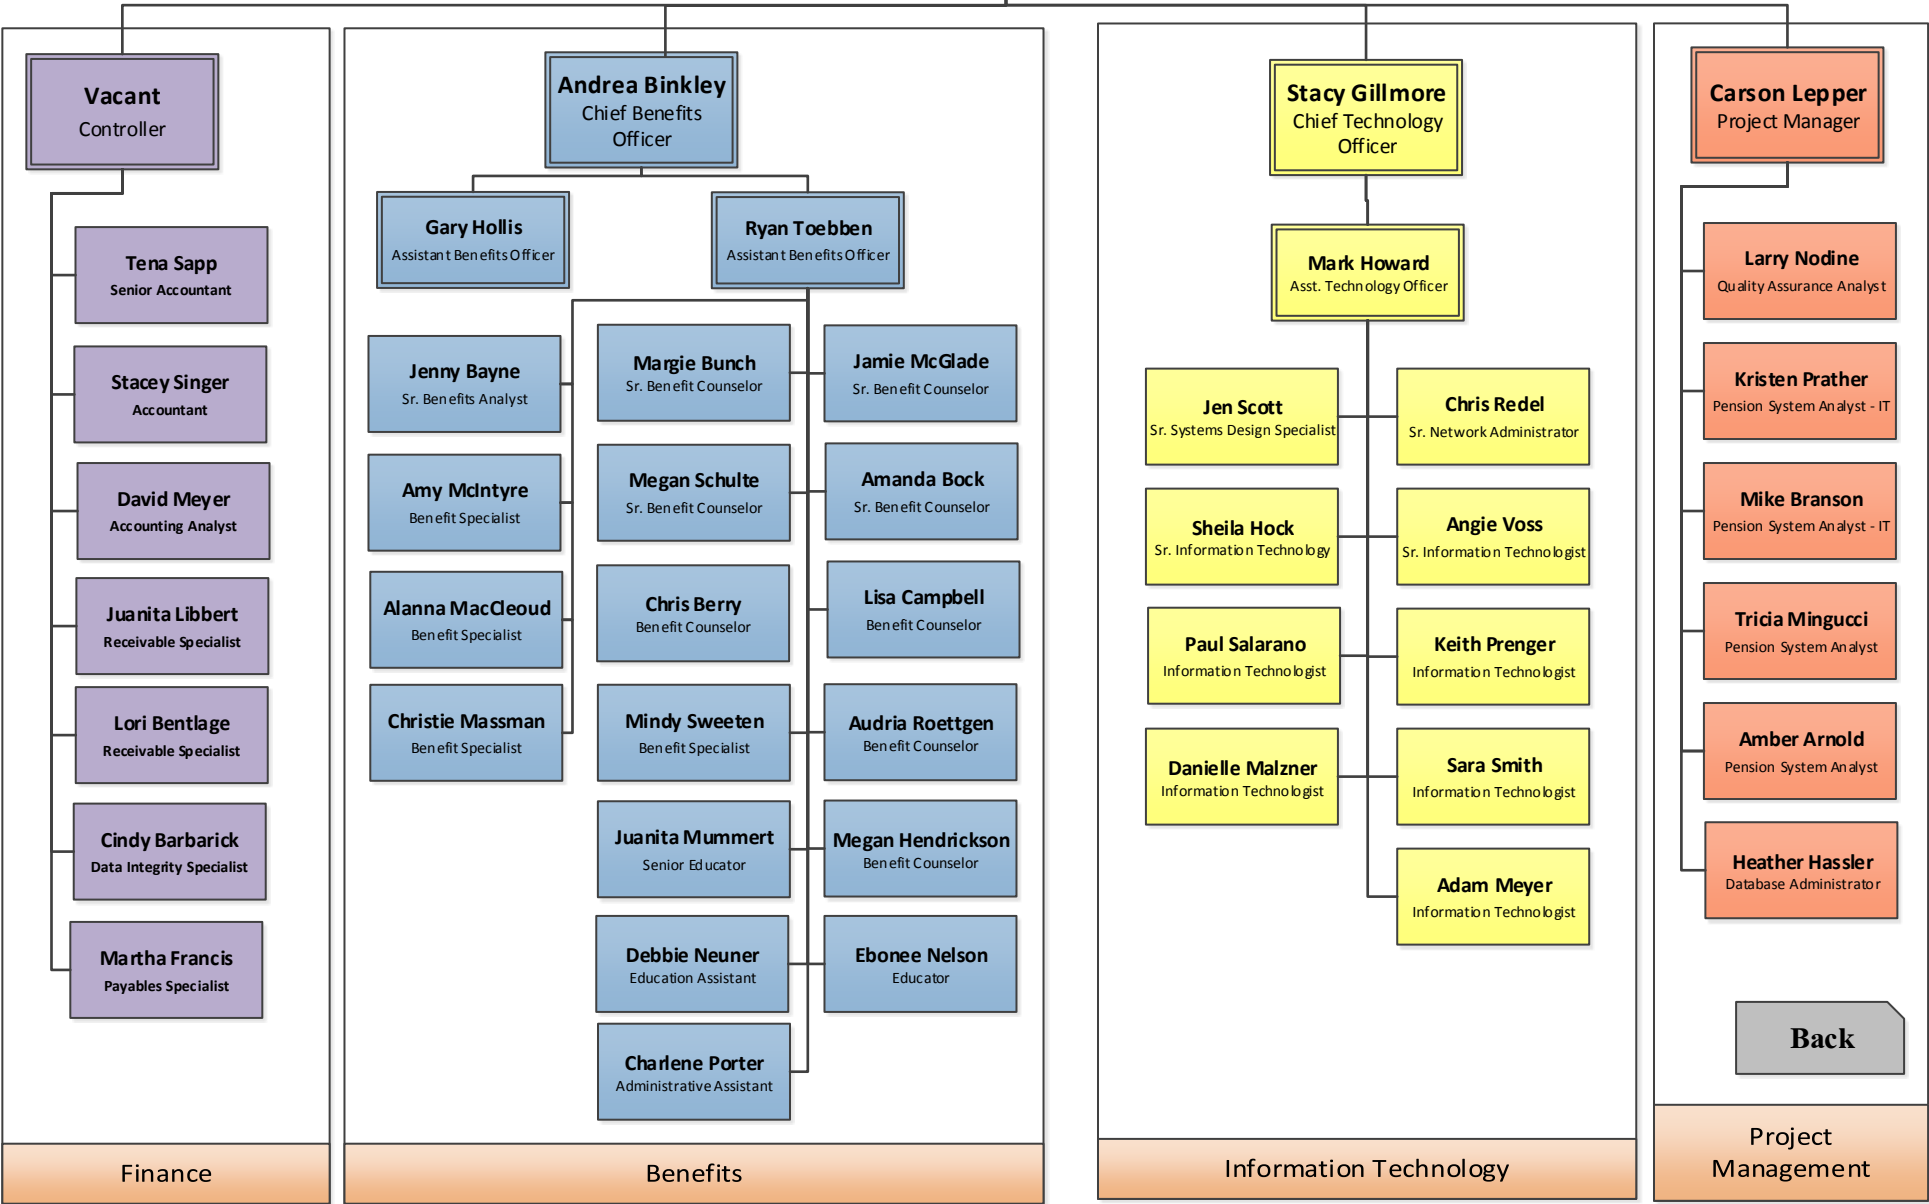 Vacant
Controller
Tena Sapp
Senior Accountant
Stacey Singer
Accountant
David Meyer
Accounting Analyst
Juanita Libbert
Receivable Specialist
Lori Bentlage
Receivable Specialist
Cindy Barbarick
Data Integrity Specialist
Martha Francis
Payables Specialist
Finance
Andrea Binkley
Chief Benefits
Officer
Gary Hollis
Assistant Benefits Officer
Ryan Toebben
Assistant Benefits Officer
Jenny Bayne
Sr. Benefits Analyst
Amy McIntyre
Benefit Specialist
Alanna MacCleoud
Benefit Specialist
Christie Massman
Benefit Specialist
Margie Bunch
Sr. Benefit Counselor
Megan Schulte
Sr. Benefit Counselor
Chris Berry
Benefit Counselor
Mindy Sweeten
Benefit Specialist
Juanita Mummert
Senior Educator
Debbie Neuner
Education Assistant
Charlene Porter
Administrative Assistant
Jamie McGlade
Sr. Benefit Counselor
Amanda Bock
Sr. Benefit Counselor
Lisa Campbell
Benefit Counselor
Audria Roettgen
Benefit Counselor
Megan Hendrickson
Benefit Counselor
Ebonee Nelson
Educator
Benefits
Stacy Gillmore
Chief Technology
Officer
Mark Howard
Asst. Technology Officer
Jen Scott
Sr. Systems Design Specialist
Sheila Hock
Sr. Information Technology
Paul Salarano
Information Technologist
Danielle Malzner
Information Technologist
Chris Redel
Sr. Network Administrator
Angie Voss
Sr. Information Technologist
Keith Prenger
Information Technologist
Sara Smith
Information Technologist
Adam Meyer
Information Technologist
Information Technology
Carson Lepper
Project Manager
Larry Nodine
Quality Assurance Analyst
Kristen Prather
Pension System Analyst - IT
Mike Branson
Pension System Analyst - IT
Tricia Mingucci
Pension System Analyst
Amber Arnold
Pension System Analyst
Heather Hassler
Database Administrator
Back
Project
Management